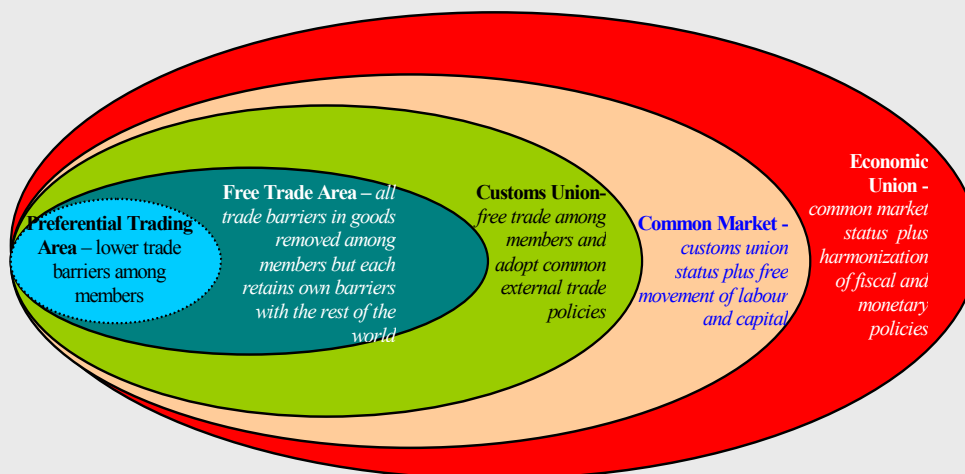 Preferential Trading
Area – lower trade
barriers among
members
Free Trade Area – all
trade barriers in goods
removed among
members but each
retains own barriers
with the rest of the
world
Customs Union-
free trade among
members and
adopt common
external trade
policies
Common Market -
customs union
status plus free
movement of labour
and capital
Economic
Union -
common market
status plus
harmonization
of fiscal and
monetary
policies